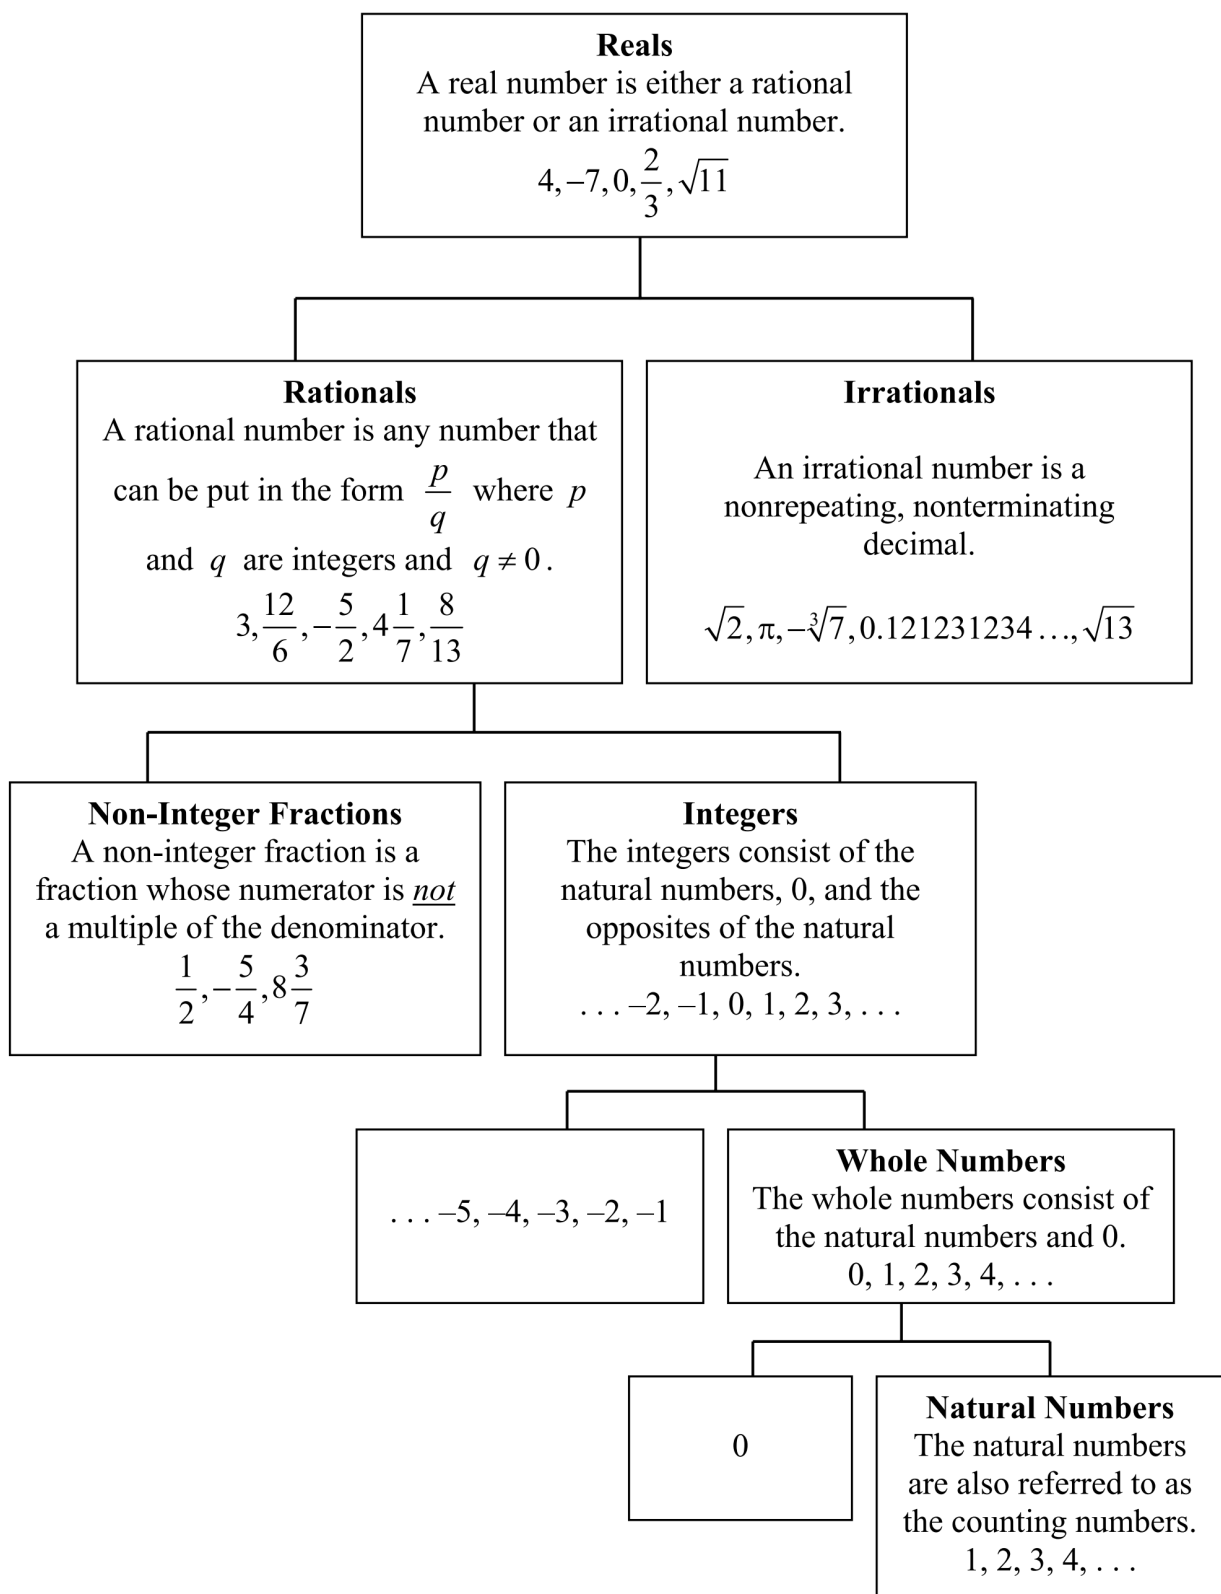 Reals
A real number is either a rational
number or an irrational number.
4, −7, 0, 2/3, √11
Rationals
A rational number is any number that
can be put in the form p/q where p
and q are integers and q ≠ 0.
3, 12/6, −5/2, 4 1/7, 8/13
Irrationals
An irrational number is a
nonrepeating, nonterminating
decimal.
√2, π, −∛7, 0.121231234…, √13
Non-Integer Fractions
A non-integer fraction is a
fraction whose numerator is not
a multiple of the denominator.
1/2, −5/4, 8 3/7
Integers
The integers consist of the
natural numbers, 0, and the
opposites of the natural
numbers.
. . . –2, –1, 0, 1, 2, 3, . . .
. . . –5, –4, –3, –2, –1
Whole Numbers
The whole numbers consist of
the natural numbers and 0.
0, 1, 2, 3, 4, . . .
0
Natural Numbers
The natural numbers
are also referred to as
the counting numbers.
1, 2, 3, 4, . . .